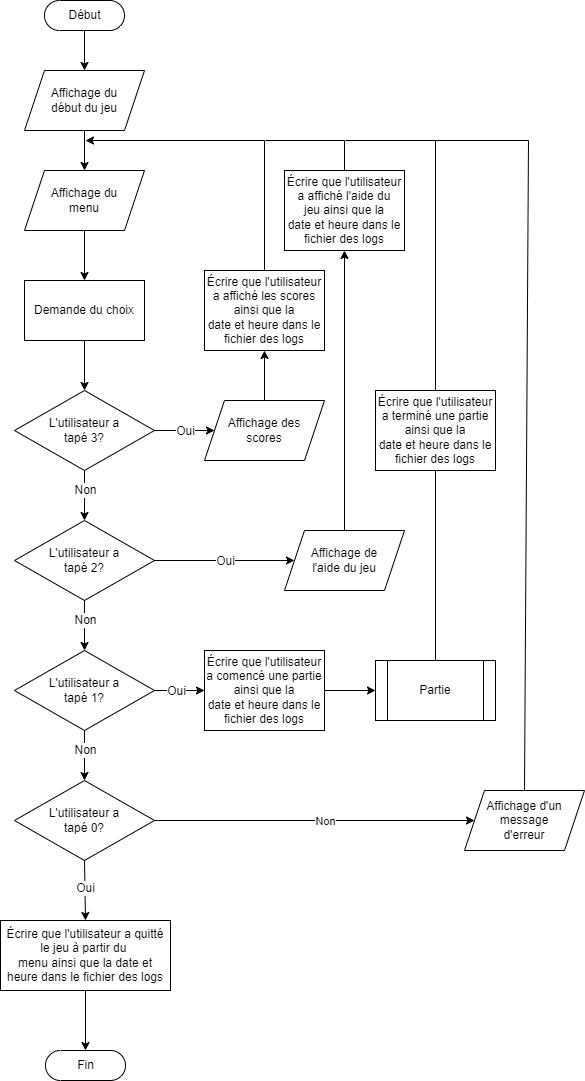 Début
Affichage du
début du jeu
Affichage du
menu
Écrire que l'utilisateur
a affiché l'aide du
jeu ainsi que la
date et heure dans le
fichier des logs
Demande du choix
Écrire que l'utilisateur
a affiché les scores
ainsi que la
date et heure dans le
fichier des logs
L'utilisateur a
tapé 3?
Oui
Affichage des
scores
Écrire que l'utilisateur
a terminé une partie
ainsi que la
date et heure dans le
fichier des logs
Non
L'utilisateur a
tapé 2?
Oui
Affichage de
l'aide du jeu
Non
L'utilisateur a
tapé 1?
Oui
Écrire que l'utilisateur
a comencé une partie
ainsi que la
date et heure dans le
fichier des logs
Partie
Non
L'utilisateur a
tapé 0?
Non
Affichage d'un
message
d'erreur
Oui
Écrire que l'utilisateur a quitté
le jeu à partir du
menu ainsi que la date et
heure dans le fichier des logs
Fin